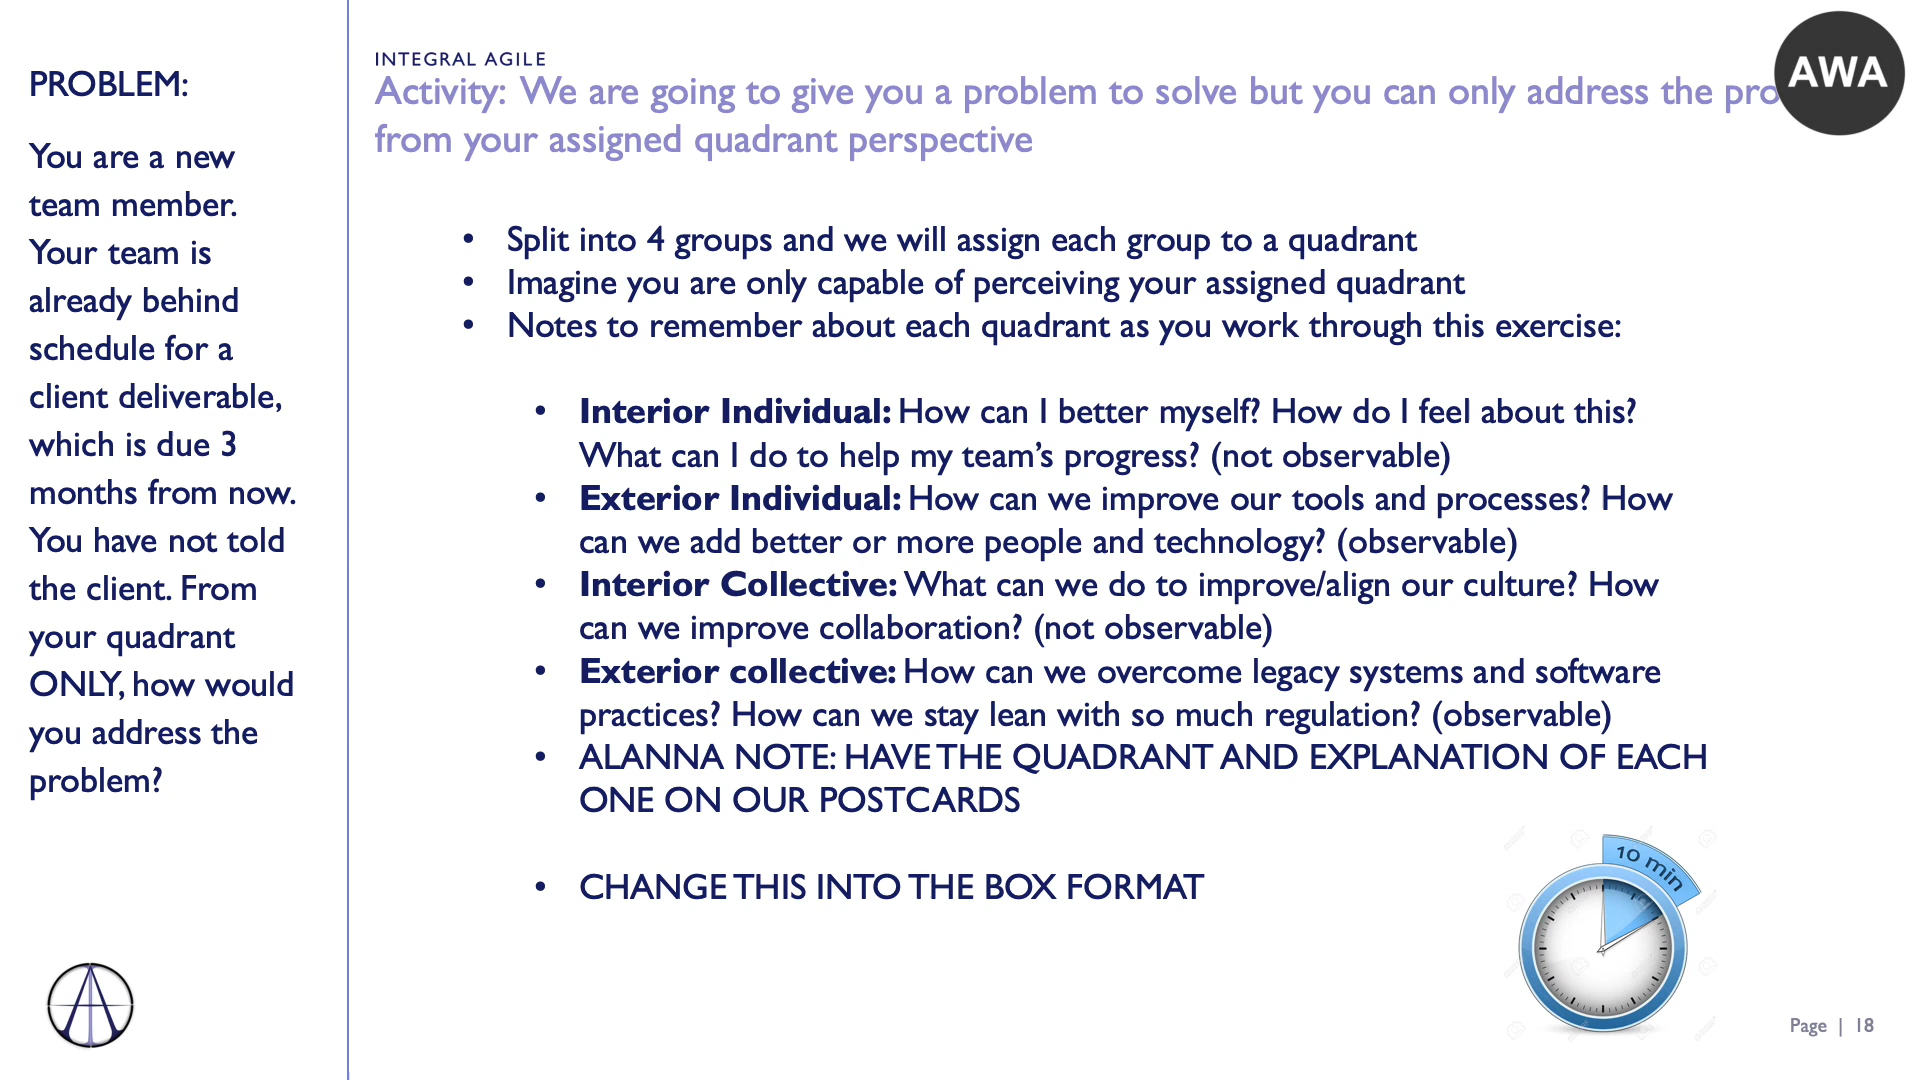 PROBLEM:
You are a new
team member.
Your team is
already behind
schedule for a
client deliverable,
which is due 3
months from now.
You have not told
the client. From
your quadrant
ONLY, how would
you address the
problem?
INTEGRAL AGILE
Activity: We are going to give you a problem to solve but you can only address the pro
from your assigned quadrant perspective
AWA
• Split into 4 groups and we will assign each group to a quadrant
• Imagine you are only capable of perceiving your assigned quadrant
• Notes to remember about each quadrant as you work through this exercise:
• Interior Individual: How can I better myself? How do I feel about this?
What can I do to help my team’s progress? (not observable)
• Exterior Individual: How can we improve our tools and processes? How
can we add better or more people and technology? (observable)
• Interior Collective: What can we do to improve/align our culture? How
can we improve collaboration? (not observable)
• Exterior collective: How can we overcome legacy systems and software
practices? How can we stay lean with so much regulation? (observable)
• ALANNA NOTE: HAVE THE QUADRANT AND EXPLANATION OF EACH
ONE ON OUR POSTCARDS
• CHANGE THIS INTO THE BOX FORMAT
10 min
Page | 18